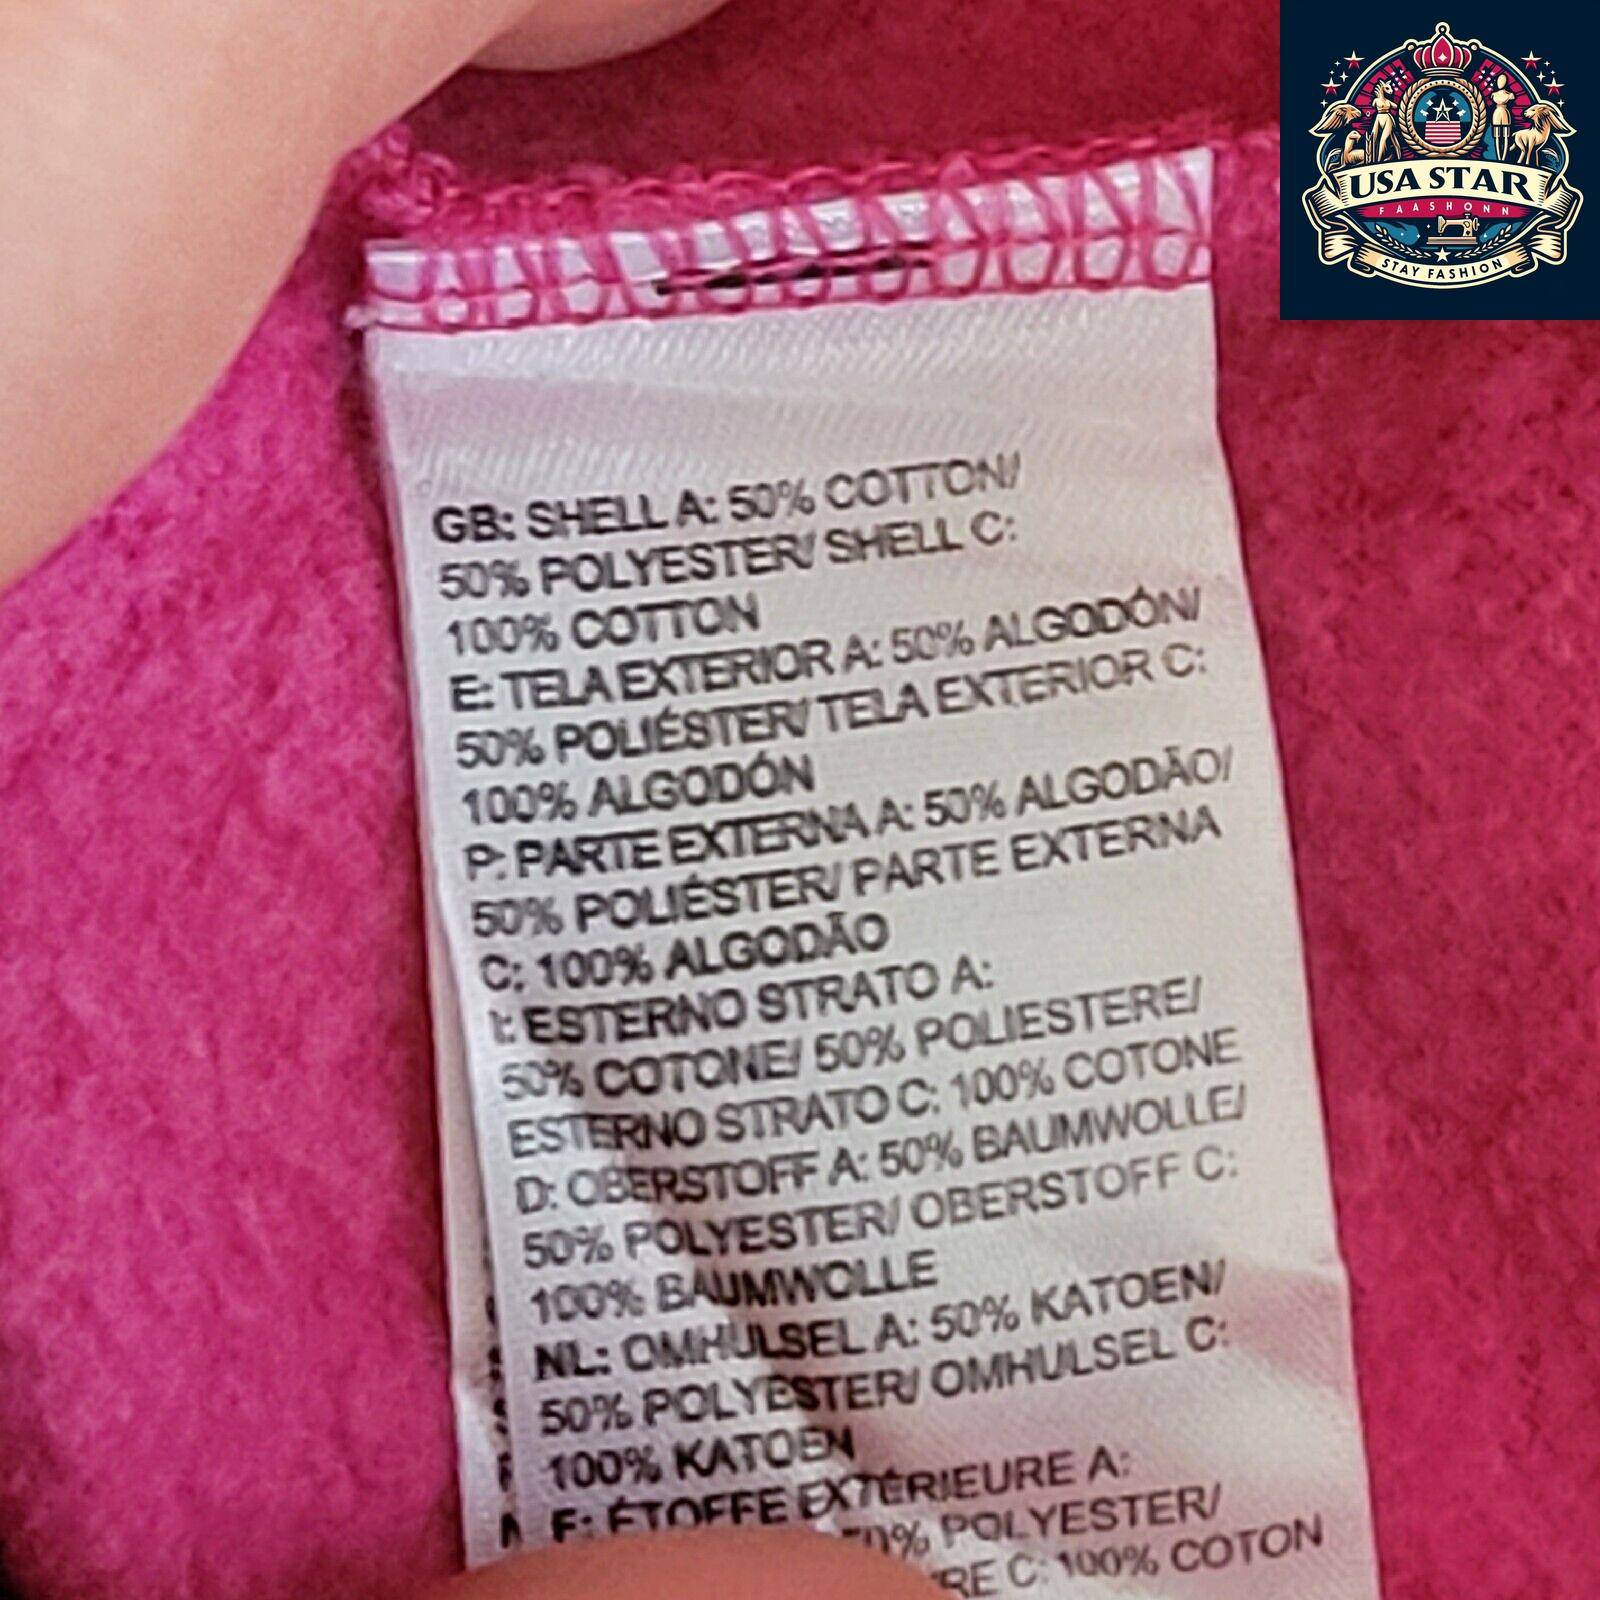 USA STAR
FAASHONN
STAY FASHION
GB: SHELL A: 50% COTTON/
50% POLYESTER/ SHELL C:
100% COTTON
E: TELA EXTERIOR A: 50% ALGODÓN/
50% POLIÉSTER/ TELA EXTERIOR C:
100% ALGODÓN
P: PARTE EXTERNA A: 50% ALGODÃO/
50% POLIÉSTER/ PARTE EXTERNA
C: 100% ALGODÃO
I: ESTERNO STRATO A:
50% COTONE/ 50% POLIESTERE/
ESTERNO STRATO C: 100% COTONE
D: OBERSTOFF A: 50% BAUMWOLLE/
50% POLYESTER/ OBERSTOFF C:
100% BAUMWOLLE
NL: OMHULSEL A: 50% KATOEN/
50% POLYESTER/ OMHULSEL C:
100% KATOEN
F: ÉTOFFE EXTÉRIEURE A:
50% POLYESTER/
C: 100% COTON